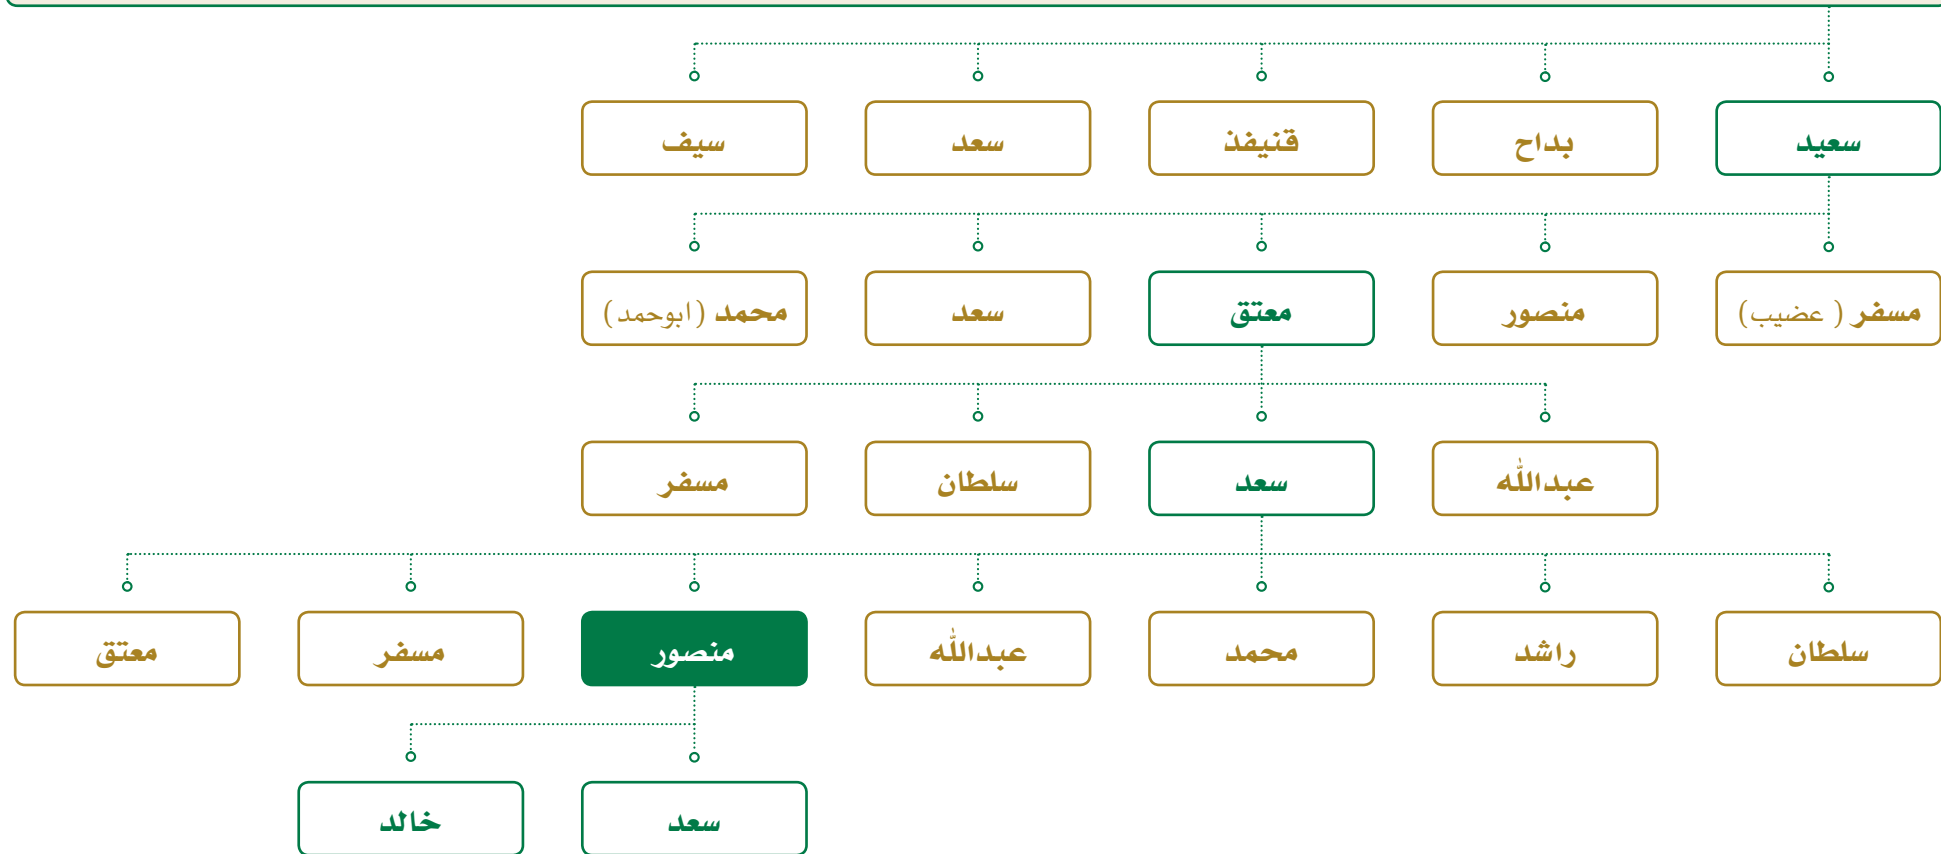 سعيد
بداح
قنيفذ
سعد
سيف
مسفر ( عضيب)
منصور
معتق
سعد
محمد (ابوحمد)
عبدالله
سعد
سلطان
مسفر
سلطان
راشد
محمد
عبدالله
منصور
مسفر
معتق
سعد
خالد